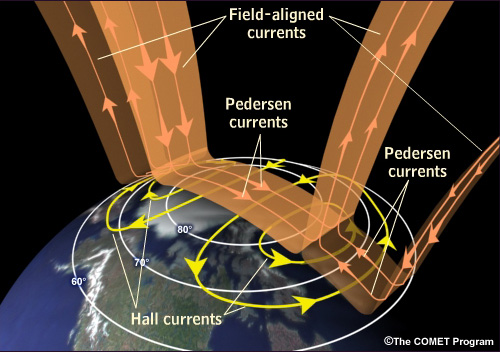 Field-aligned
currents
Pedersen
currents
Pedersen
currents
80°
70°
60°
Hall currents
©The COMET Program